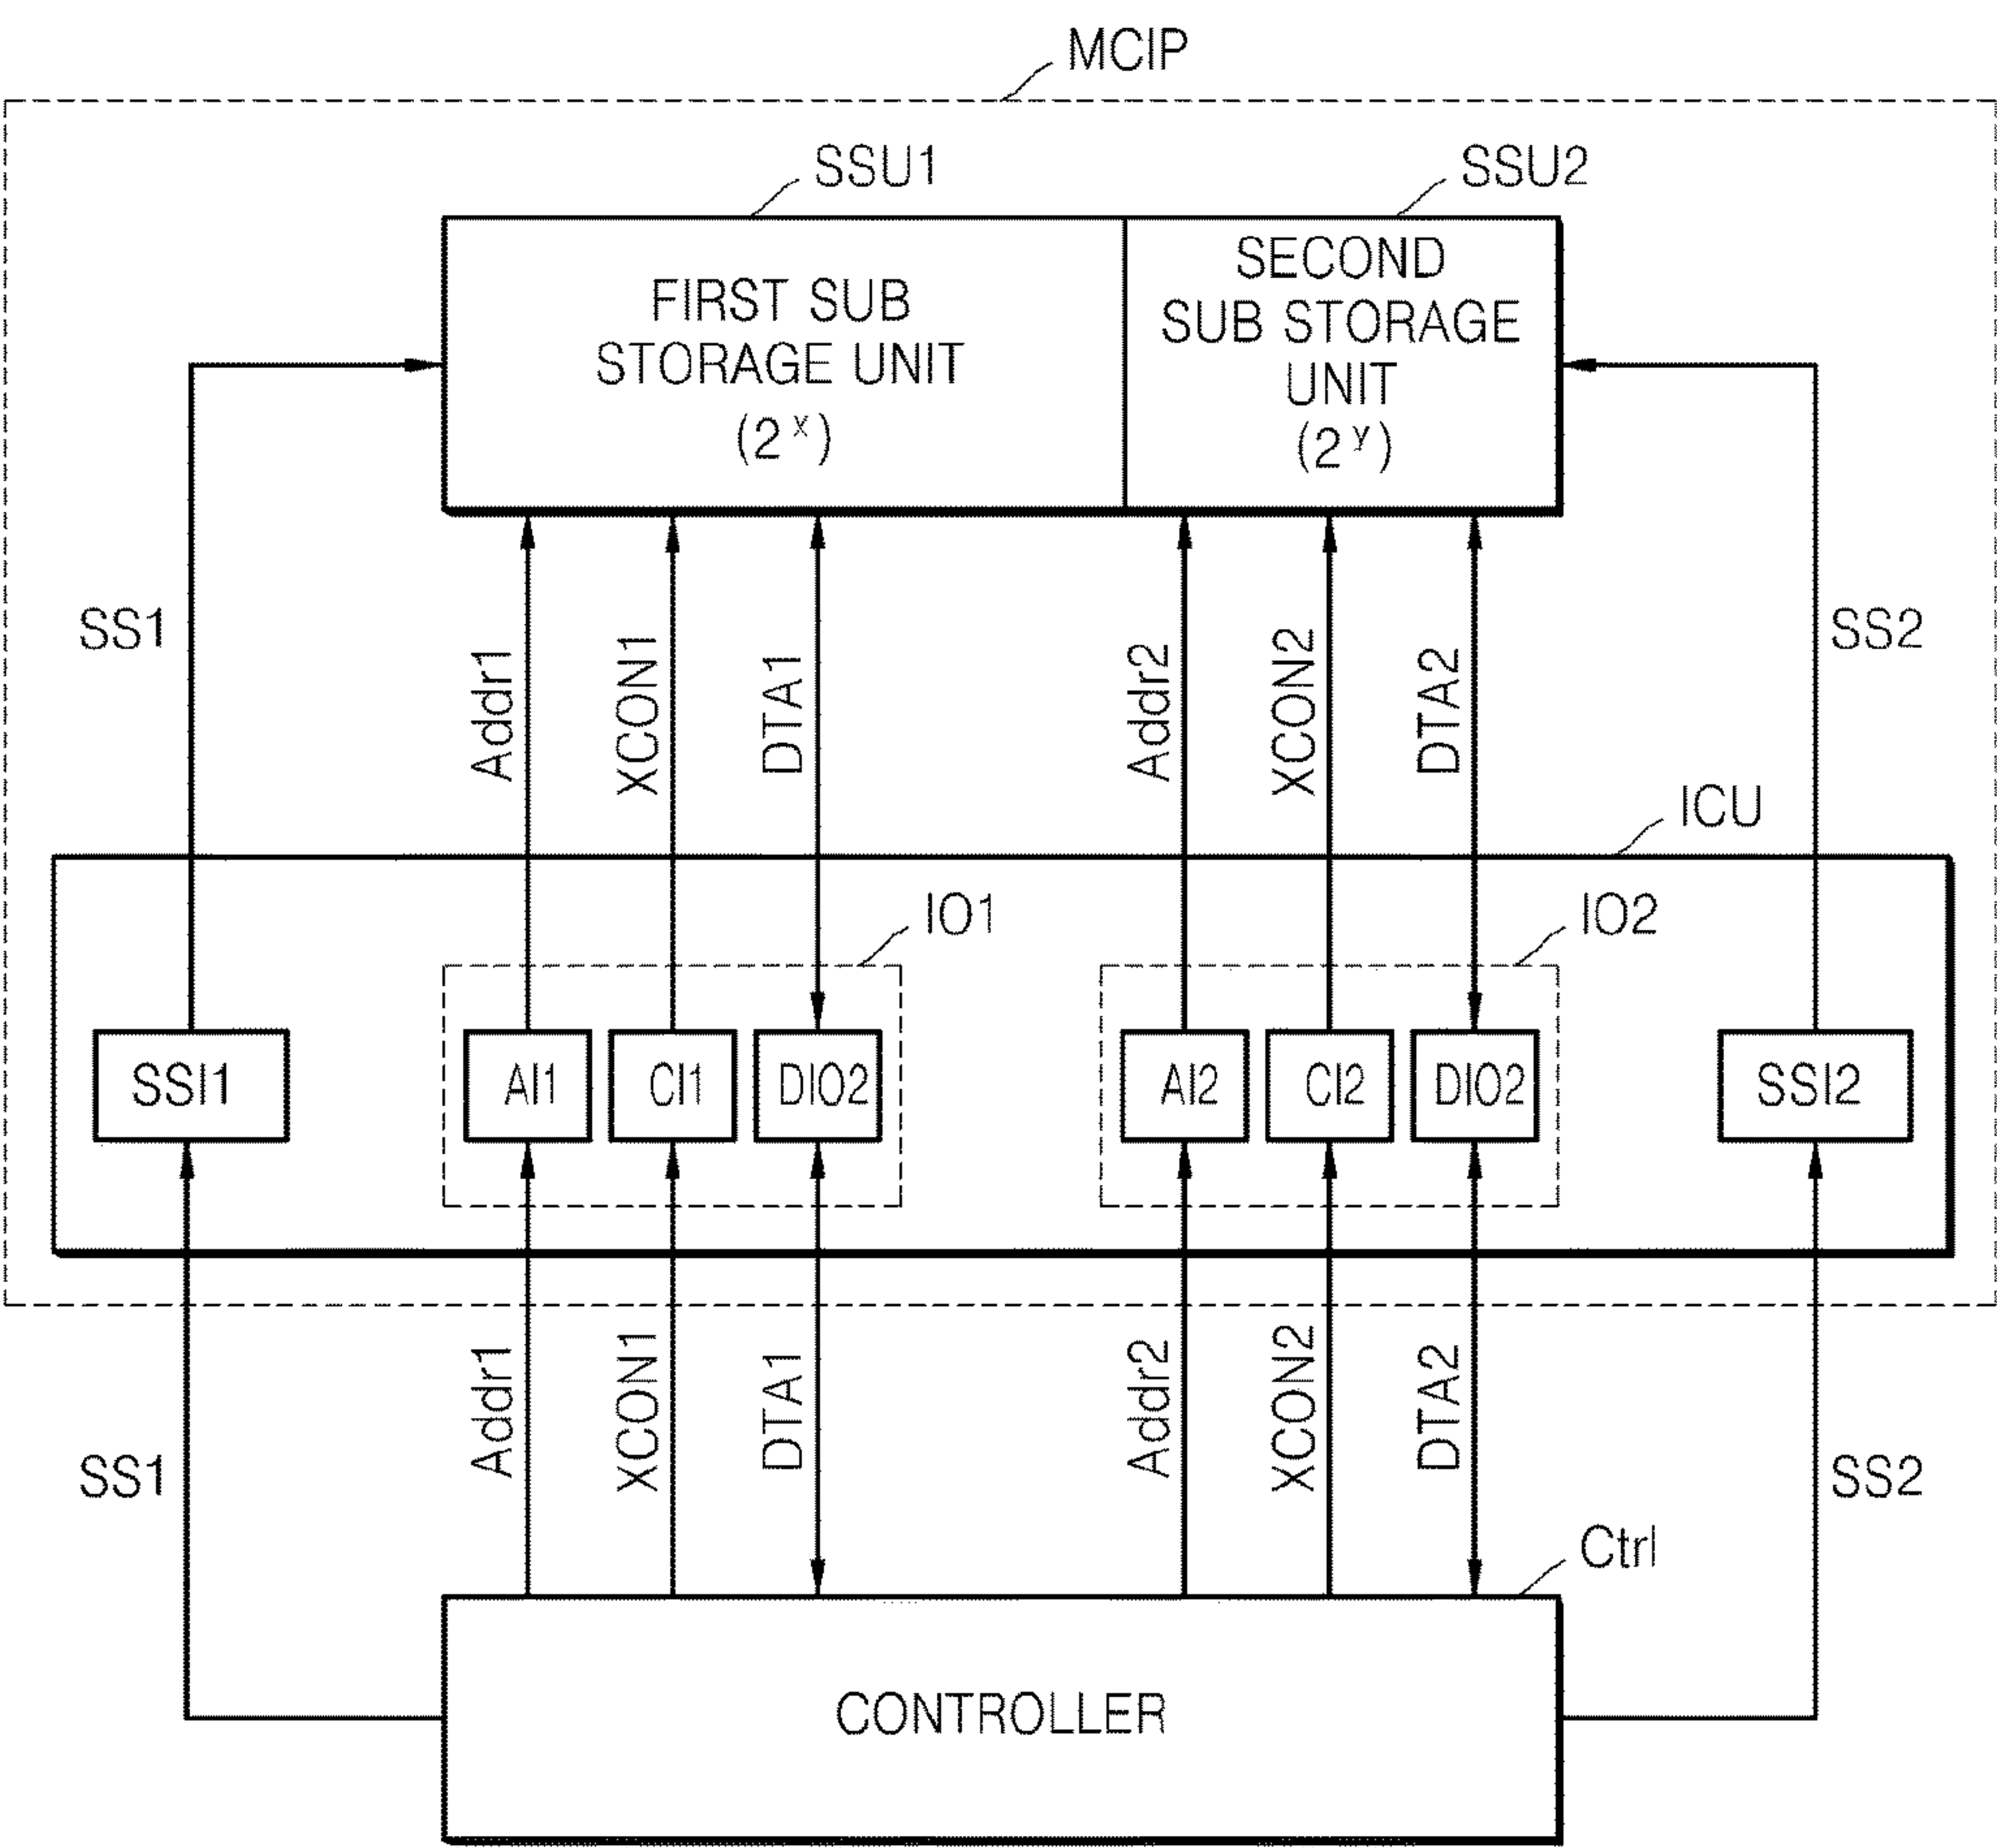 MCIP
SSU1
SSU2
FIRST SUB
STORAGE UNIT
(2^x)
SECOND
SUB STORAGE
UNIT
(2^y)
SS1
Addr1
XCON1
DTA1
Addr2
XCON2
DTA2
SS2
ICU
IO1
IO2
SSI1
AI1
CI1
DIO2
AI2
CI2
DIO2
SSI2
SS1
Addr1
XCON1
DTA1
Addr2
XCON2
DTA2
SS2
Ctrl
CONTROLLER